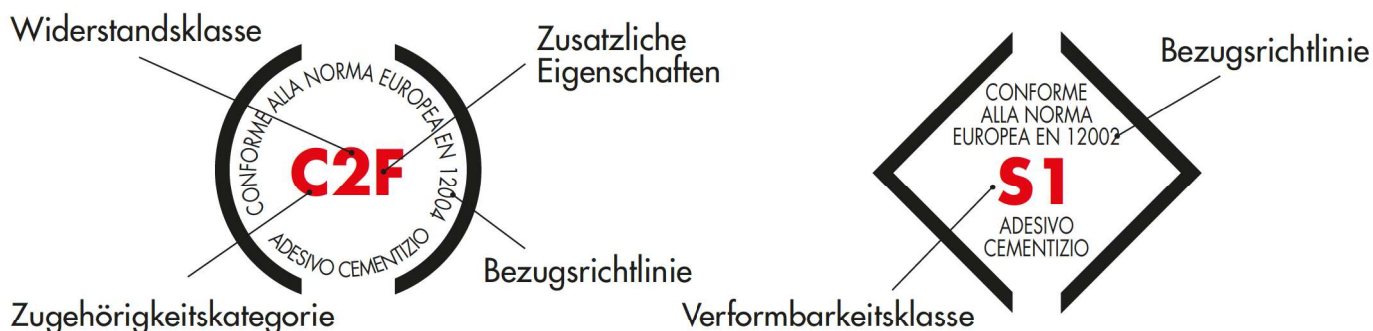 Widerstandsklasse
Zusatzliche
Eigenschaften
CONFORME ALLA NORMA EUROPEA EN 12004
C2F
ADESIVO CEMENTIZIO
Bezugsrichtlinie
Zugehörigkeitskategorie
Bezugsrichtlinie
CONFORME
ALLA NORMA
EUROPEA EN 12002
S1
ADESIVO
CEMENTIZIO
Verformbarkeitsklasse